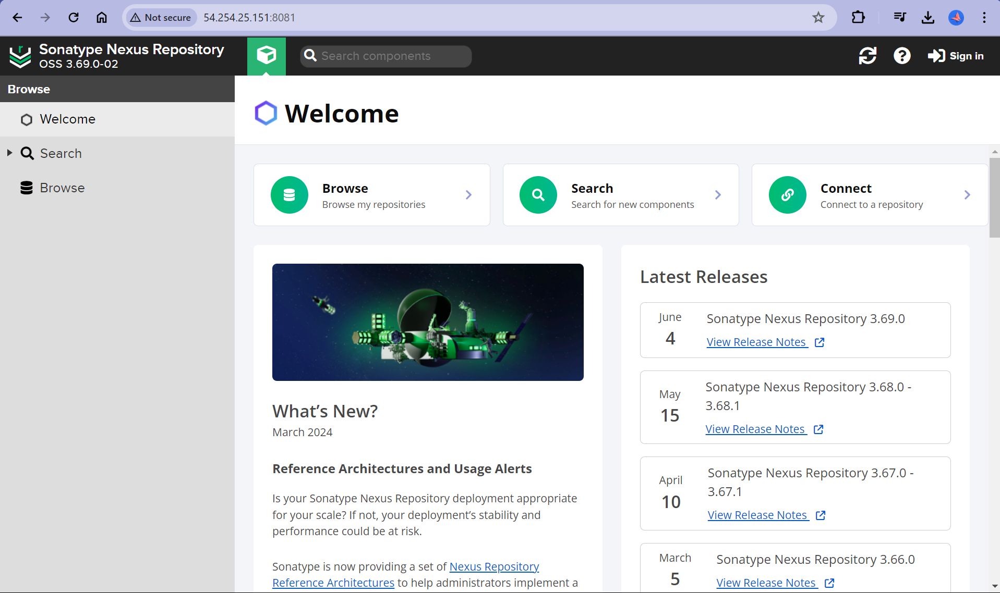 Not secure
54.254.25.151:8081
Sonatype Nexus Repository
OSS 3.69.0-02
Search components
Sign in
Browse
Welcome
Search
Browse
Welcome
Browse
Browse my repositories
Search
Search for new components
Connect
Connect to a repository
What’s New?
March 2024
Reference Architectures and Usage Alerts
Is your Sonatype Nexus Repository deployment appropriate
for your scale? If not, your deployment’s stability and
performance could be at risk.
Sonatype is now providing a set of Nexus Repository
Reference Architectures to help administrators implement a
Latest Releases
June
4
Sonatype Nexus Repository 3.69.0
View Release Notes
May
15
Sonatype Nexus Repository 3.68.0 -
3.68.1
View Release Notes
April
10
Sonatype Nexus Repository 3.67.0 -
3.67.1
View Release Notes
March
5
Sonatype Nexus Repository 3.66.0
View Release Notes